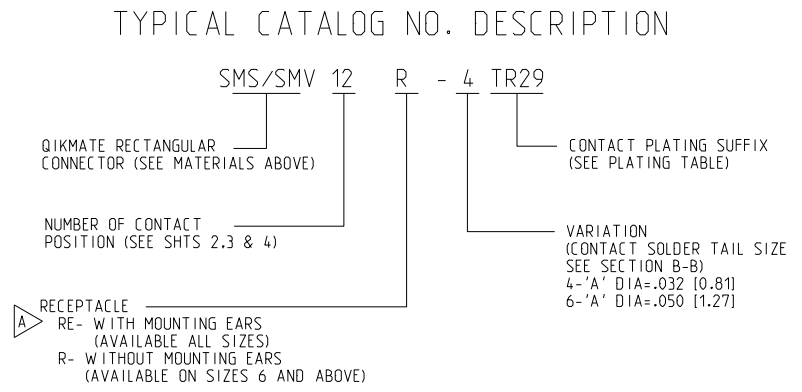 TYPICAL CATALOG NO. DESCRIPTION
SMS/SMV 12 R - 4 TR29
QIKMATE RECTANGULAR
CONNECTOR (SEE MATERIALS ABOVE)
CONTACT PLATING SUFFIX
(SEE PLATING TABLE)
NUMBER OF CONTACT
POSITION (SEE SHTS 2.3 & 4)
VARIATION
(CONTACT SOLDER TAIL SIZE
SEE SECTION B-B)
4-'A' DIA=.032 [0.81]
6-'A' DIA=.050 [1.27]
A
RECEPTACLE
RE- WITH MOUNTING EARS
(AVAILABLE ALL SIZES)
R- WITHOUT MOUNTING EARS
(AVAILABLE ON SIZES 6 AND ABOVE)